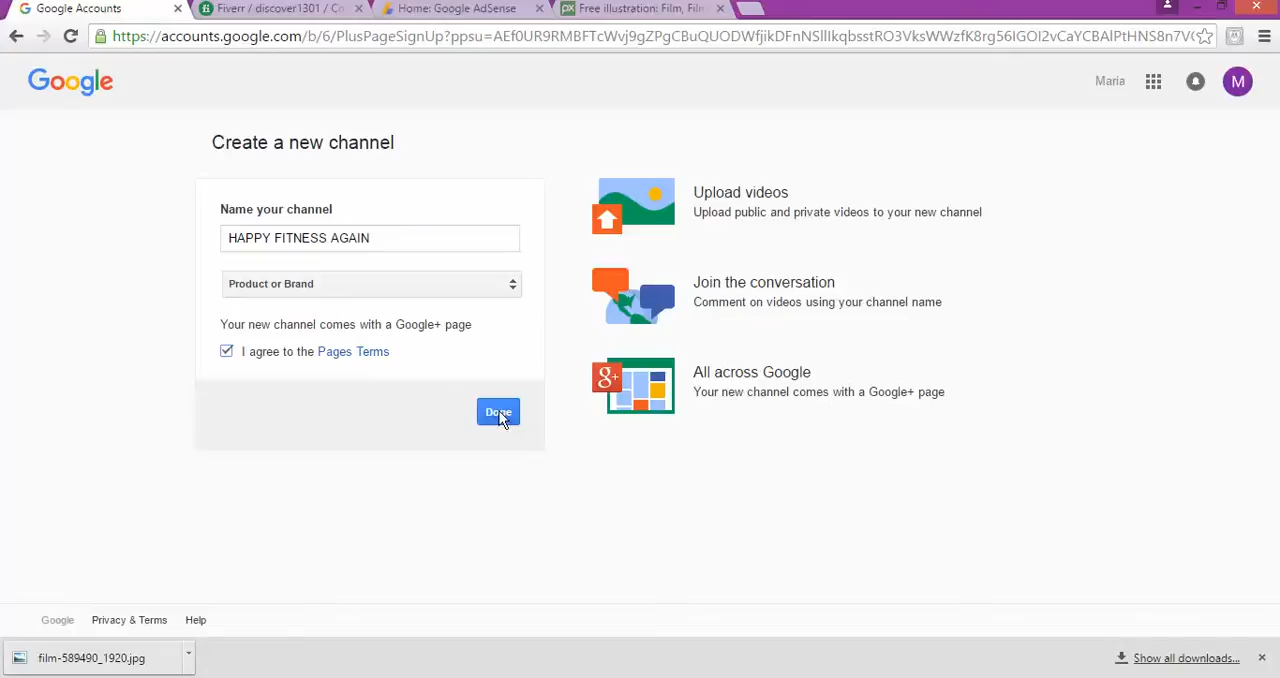 Google Accounts
Fiverr / discover1301 / Co
Home: Google AdSense
Free illustration: Film, Film
https://accounts.google.com/b/6/PlusPageSignUp?
Google
Maria
M
Create a new channel
Name your channel
HAPPY FITNESS AGAIN
Product or Brand
Your new channel comes with a Google+ page
I agree to the Pages Terms
Done
Upload videos
Upload public and private videos to your new channel
Join the conversation
Comment on videos using your channel name
g+
All across Google
Your new channel comes with a Google+ page
Google Privacy & Terms Help
film-589490_1920.jpg
Show all downloads...